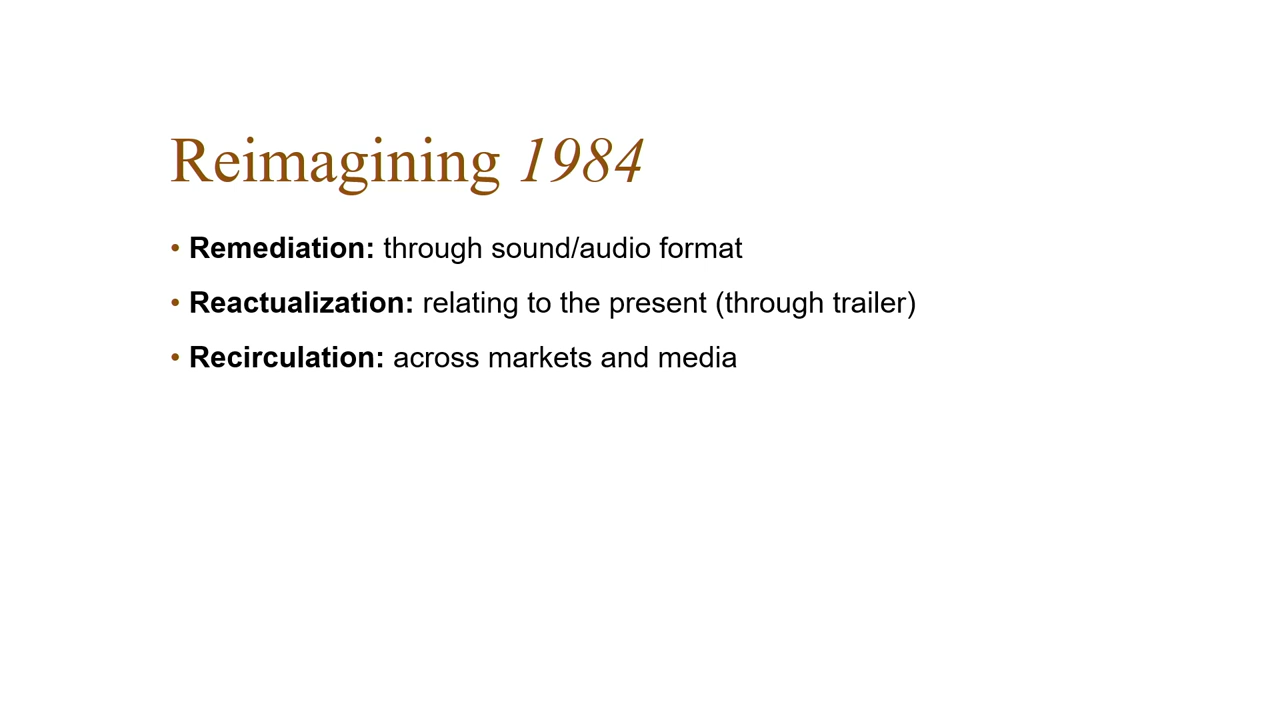 Reimagining 1984
• Remediation: through sound/audio format
• Reactualization: relating to the present (through trailer)
• Recirculation: across markets and media